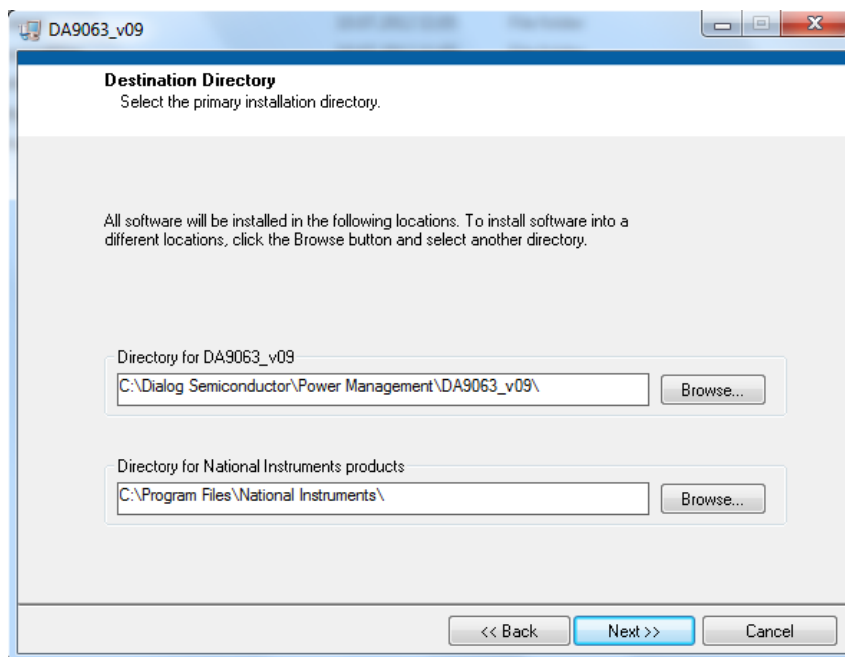 DA9063_v09
Destination Directory
Select the primary installation directory.
All software will be installed in the following locations. To install software into a
different locations, click the Browse button and select another directory.
Directory for DA9063_v09
C:\Dialog Semiconductor\Power Management\DA9063_v09\
Browse...
Directory for National Instruments products
C:\Program Files\National Instruments\
Browse...
<< Back
Next >>
Cancel